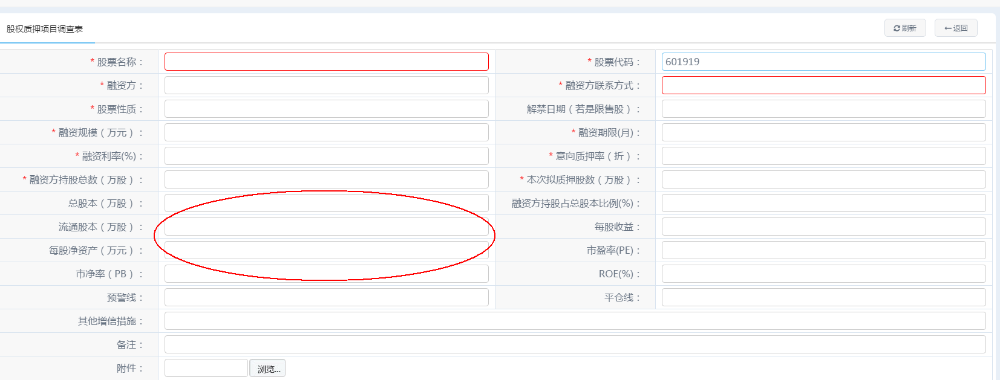 股权质押项目调查表
刷新 返回
* 股票名称： * 股票代码： 601919
* 融资方： * 融资方联系方式：
* 股票性质： 解禁日期（若是限售股）：
* 融资规模（万元）： * 融资期限(月)：
* 融资利率(%)： * 意向质押率（折）：
* 融资方持股总数（万股）： * 本次拟质押股数（万股）：
总股本（万股）： 融资方持股占总股本比例(%)：
流通股本（万股）： 每股收益：
每股净资产（万元）： 市盈率(PE)：
市净率（PB）： ROE(%)：
预警线： 平仓线：
其他增信措施：
备注：
附件： 浏览...